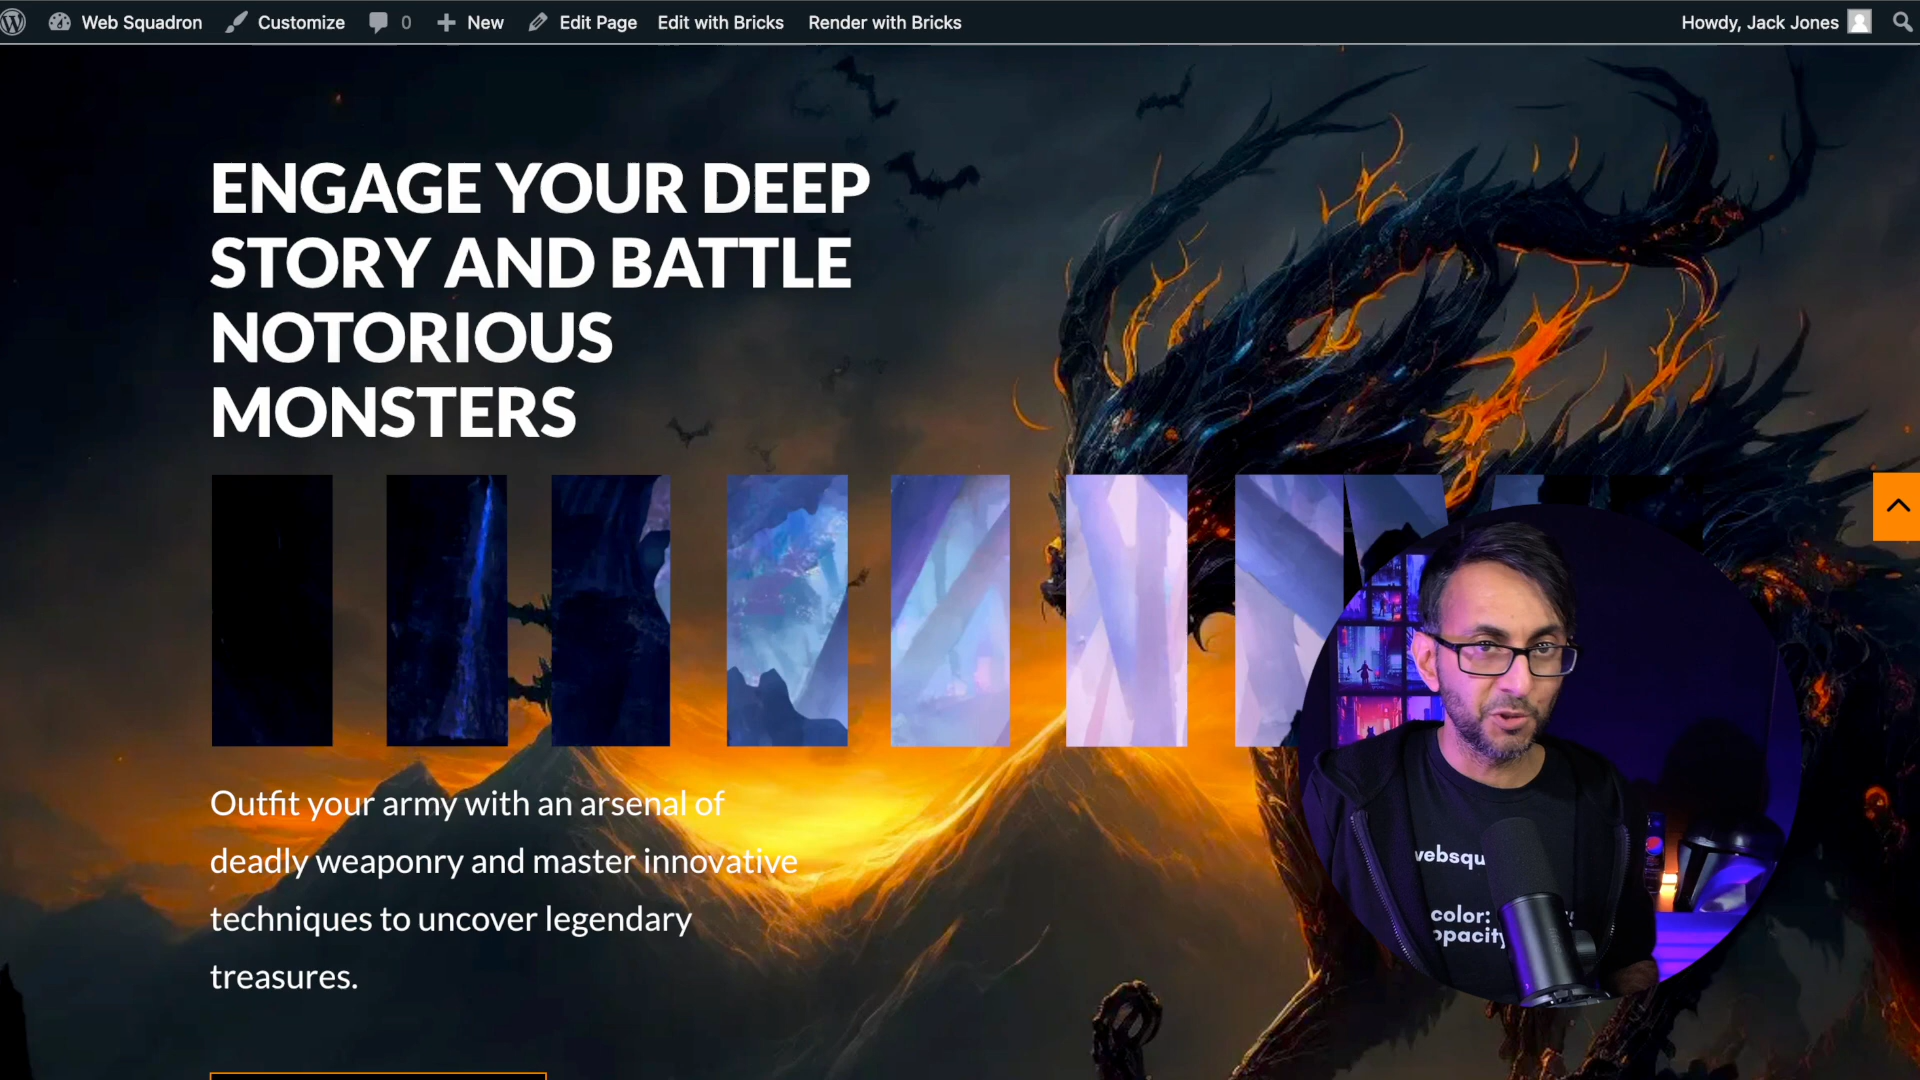 Web Squadron Customize 0 New Edit Page Edit with Bricks Render with Bricks Howdy, Jack Jones
ENGAGE YOUR DEEP
STORY AND BATTLE
NOTORIOUS
MONSTERS
Outfit your army with an arsenal of
deadly weaponry and master innovative
techniques to uncover legendary
treasures.
websqu
color:
opacity